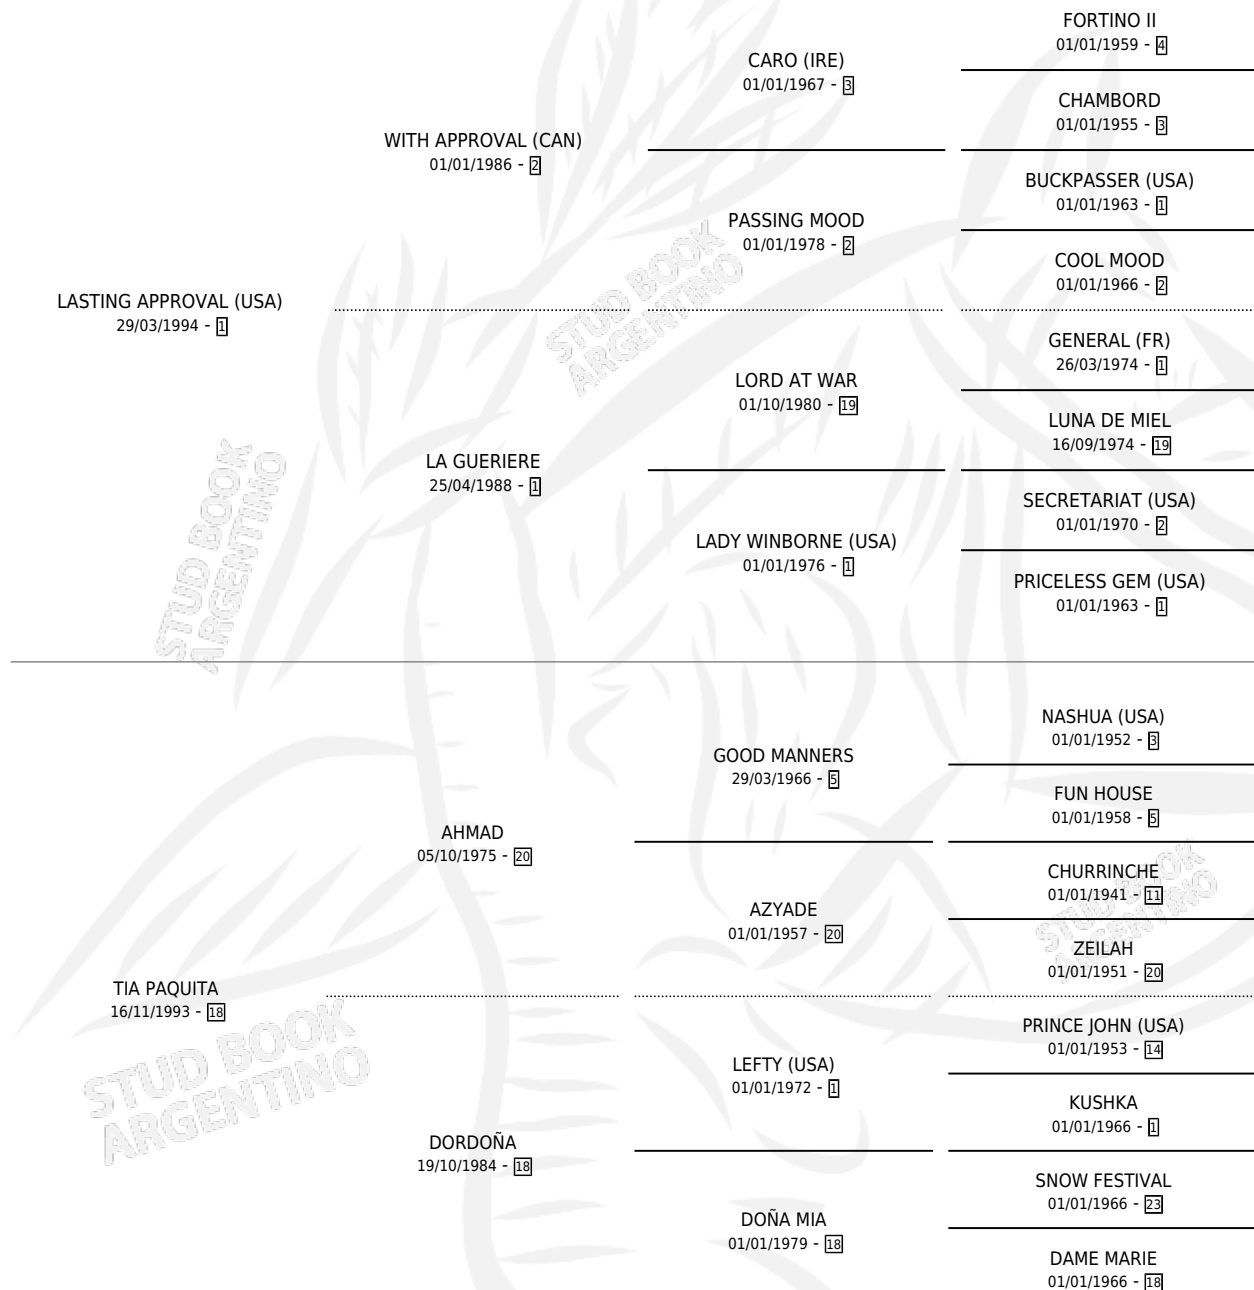 FORTINO II
01/01/1959 - 4
CARO (IRE)
01/01/1967 - 3
CHAMBORD
01/01/1955 - 3
WITH APPROVAL (CAN)
01/01/1986 - 2
BUCKPASSER (USA)
01/01/1963 - 1
PASSING MOOD
01/01/1978 - 2
COOL MOOD
01/01/1966 - 2
LASTING APPROVAL (USA)
29/03/1994 - 1
GENERAL (FR)
26/03/1974 - 1
LORD AT WAR
01/10/1980 - 19
LUNA DE MIEL
16/09/1974 - 19
LA GUERIERE
25/04/1988 - 1
SECRETARIAT (USA)
01/01/1970 - 2
LADY WINBORNE (USA)
01/01/1976 - 1
PRICELESS GEM (USA)
01/01/1963 - 1
NASHUA (USA)
01/01/1952 - 3
GOOD MANNERS
29/03/1966 - 5
FUN HOUSE
01/01/1958 - 5
AHMAD
05/10/1975 - 20
CHURRINCHE
01/01/1941 - 11
AZYADE
01/01/1957 - 20
ZEILAH
01/01/1951 - 20
TIA PAQUITA
16/11/1993 - 18
PRINCE JOHN (USA)
01/01/1953 - 14
LEFTY (USA)
01/01/1972 - 1
KUSHKA
01/01/1966 - 1
DORDOÑA
19/10/1984 - 18
SNOW FESTIVAL
01/01/1966 - 23
DOÑA MIA
01/01/1979 - 18
DAME MARIE
01/01/1966 - 18
STUD BOOK
ARGENTINO
STUD BOOK
ARGENTINO
STUD BOOK
ARGENTINO
STUD BOOK
ARGENTINO